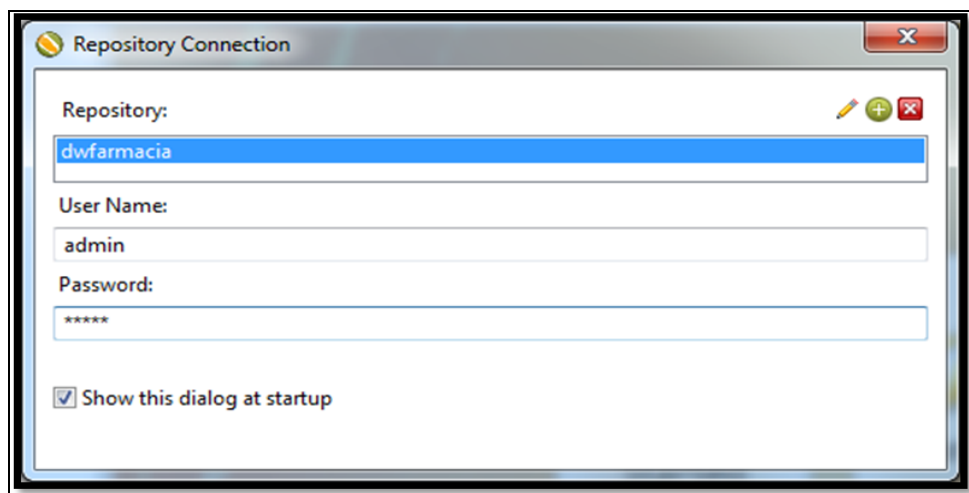 Repository Connection
Repository:
dwfarmacia
User Name:
admin
Password:
*****
Show this dialog at startup